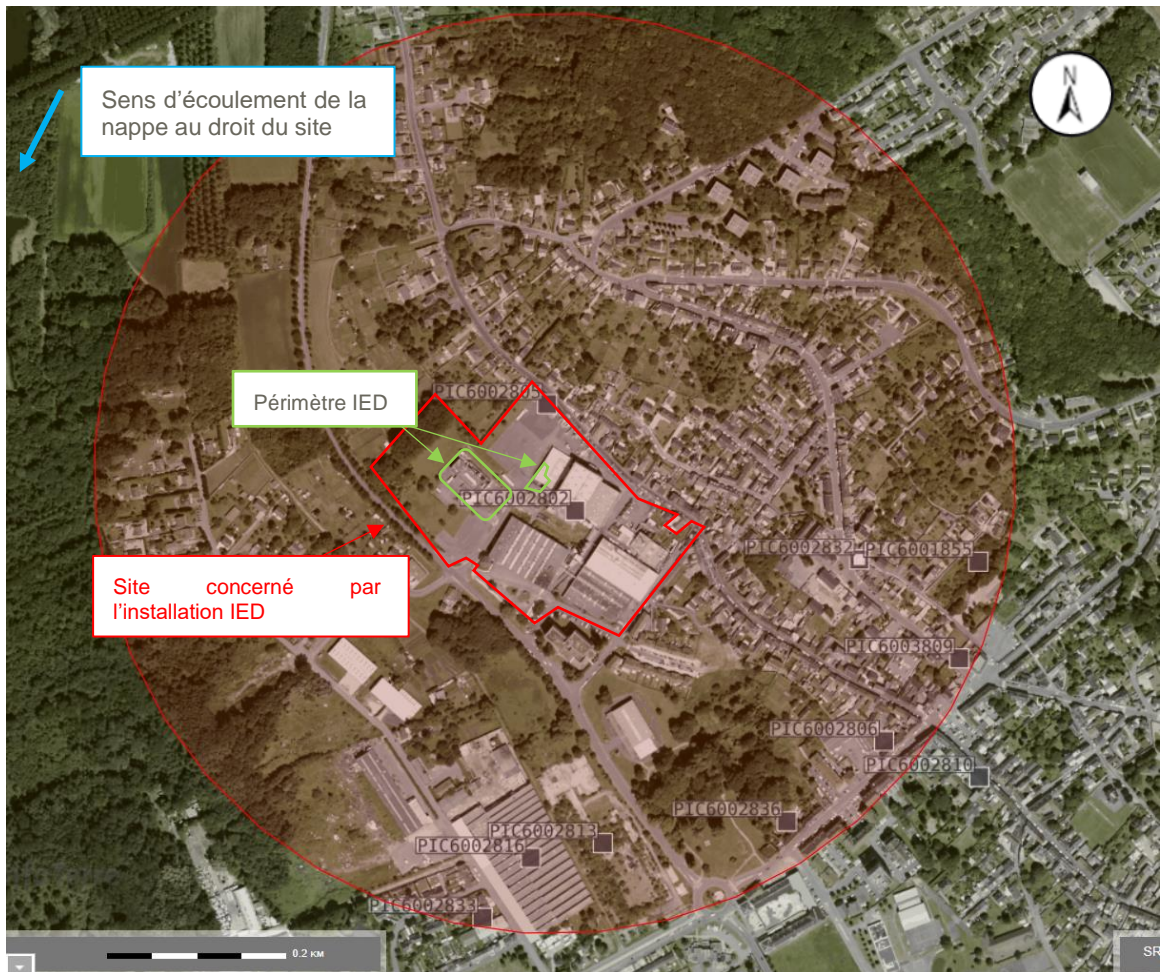 N
Sens d'écoulement de la
nappe au droit du site
Périmètre IED
PIC6002805
PIC6002802
Site concerné par
l'installation IED
PIC6002832
PIC6001855
PIC6003809
PIC6002806
PIC6002810
PIC6002836
PIC6002813
PIC6002816
PIC6002833
0.2 KM
SR